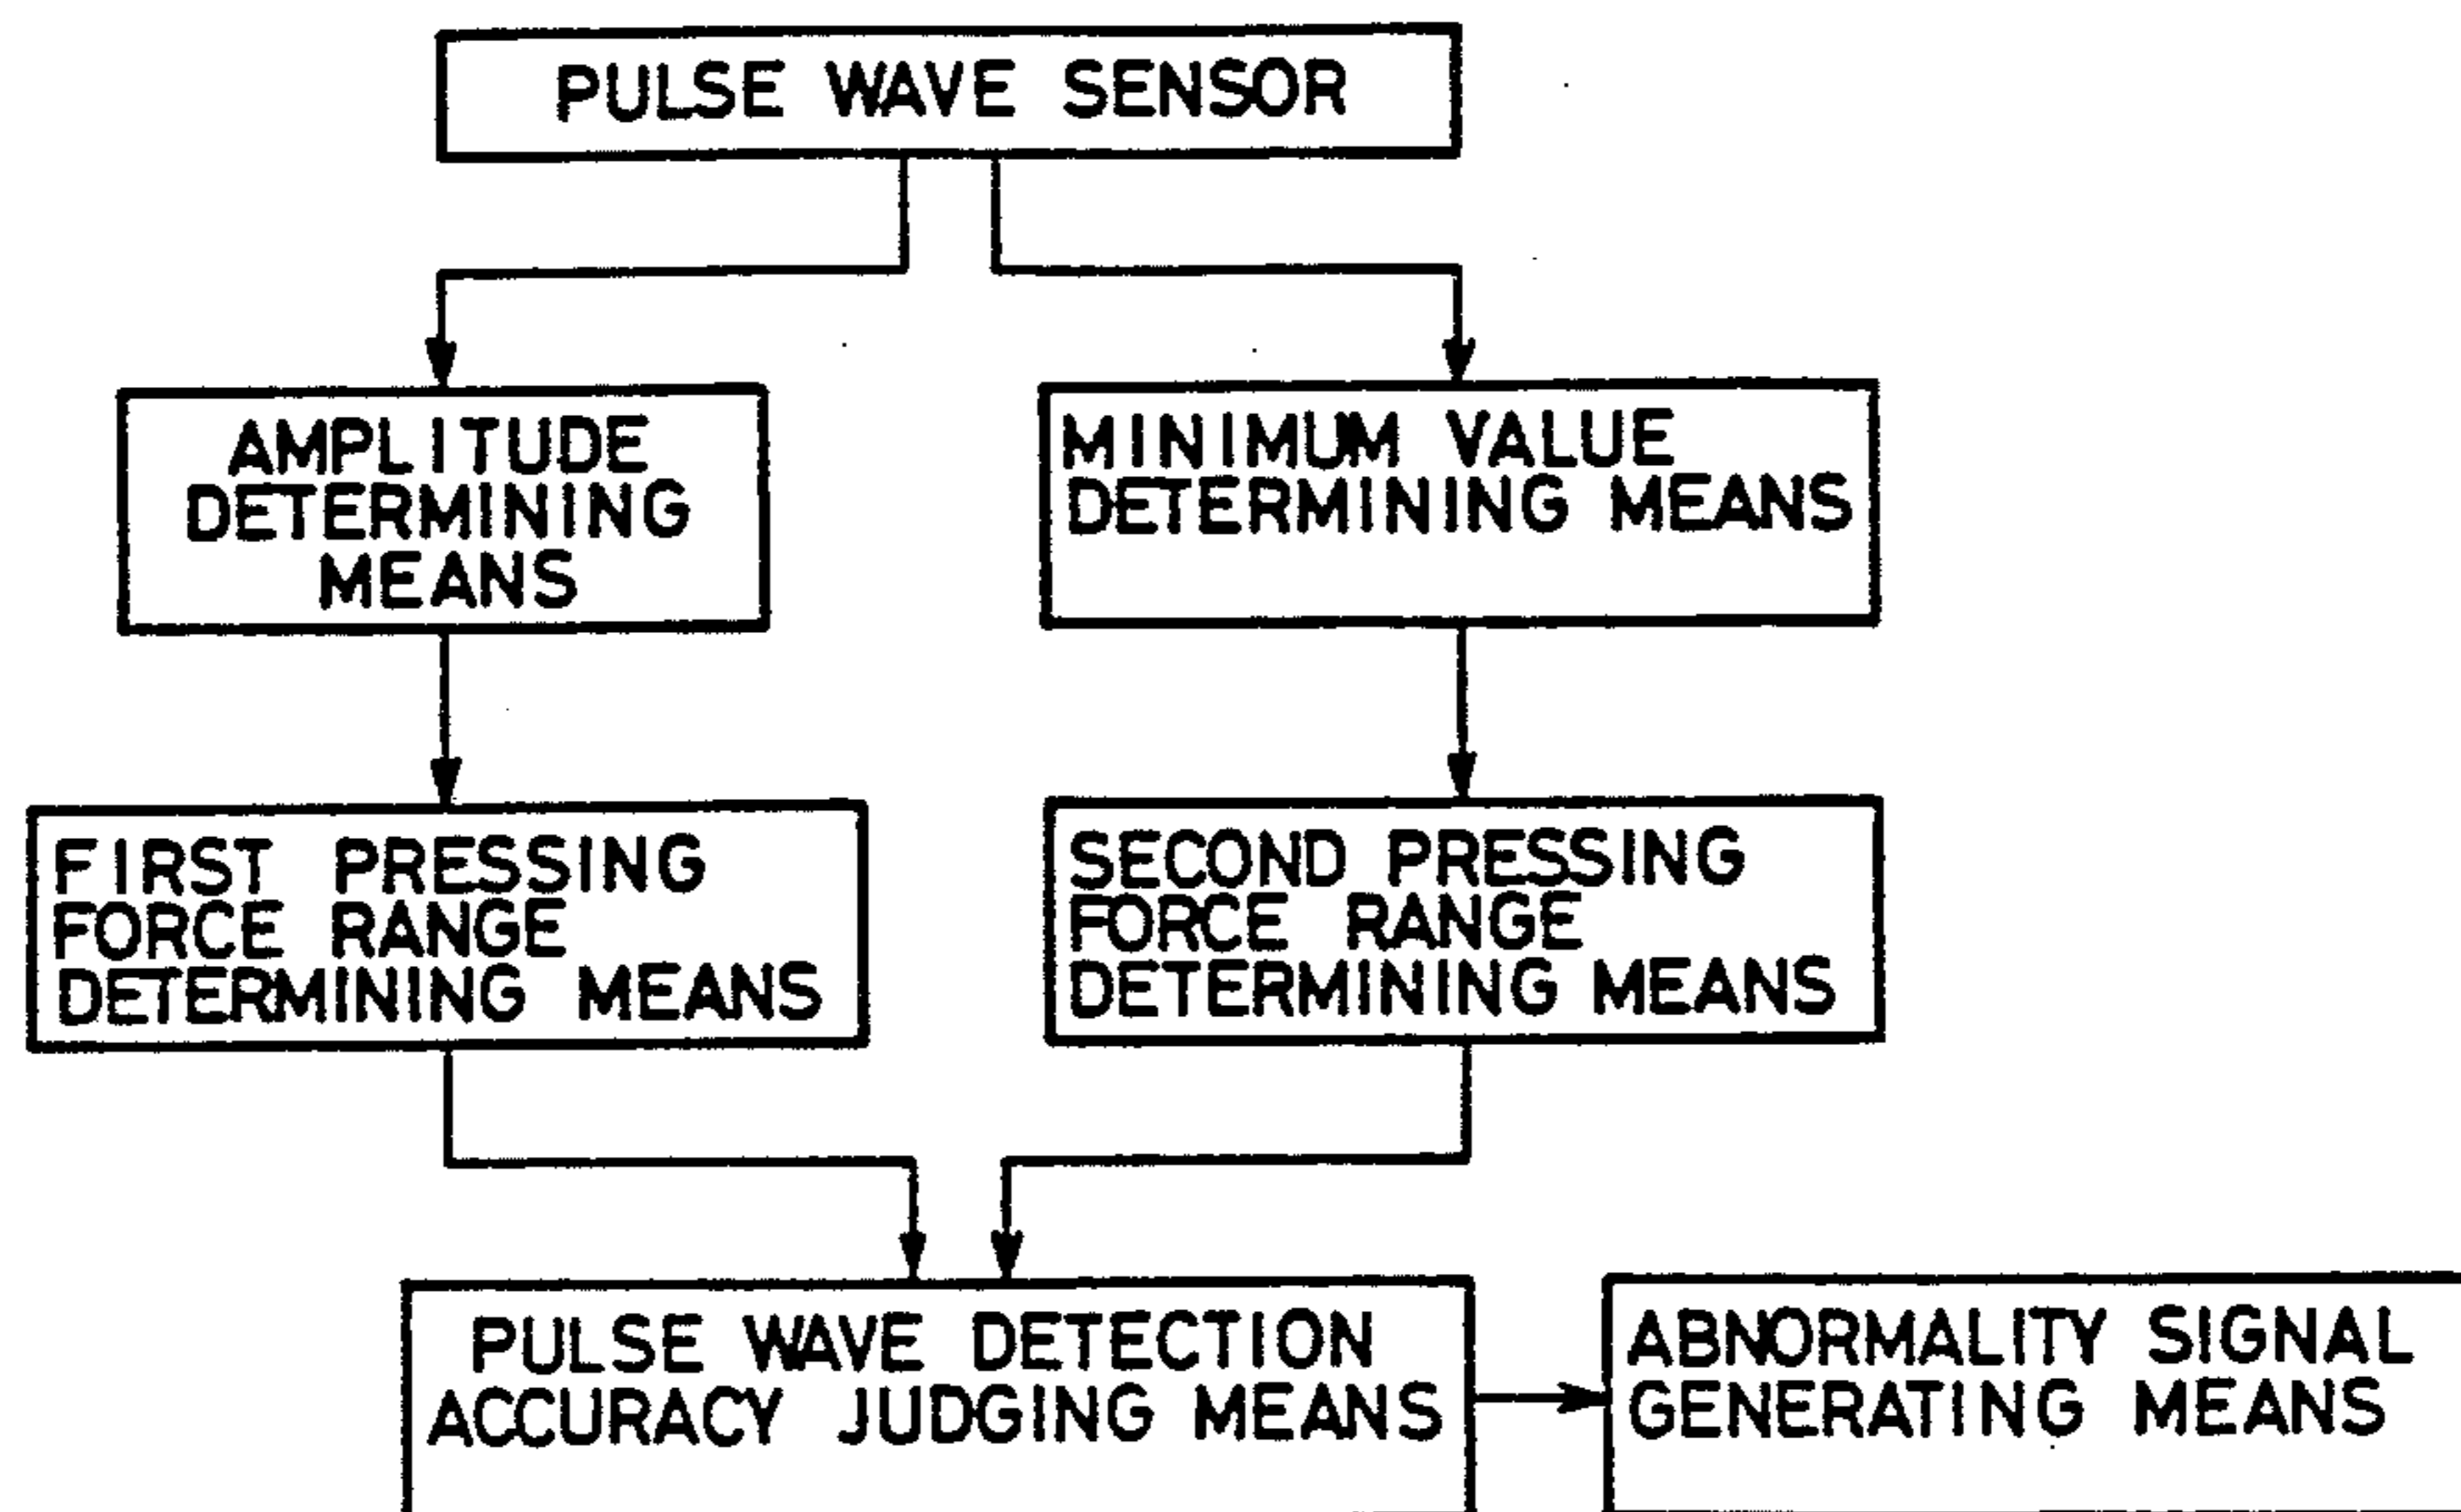 PULSE WAVE SENSOR
AMPLITUDE
DETERMINING
MEANS
MINIMUM VALUE
DETERMINING MEANS
FIRST PRESSING
FORCE RANGE
DETERMINING MEANS
SECOND PRESSING
FORCE RANGE
DETERMINING MEANS
PULSE WAVE DETECTION
ACCURACY JUDGING MEANS
ABNORMALITY SIGNAL
GENERATING MEANS